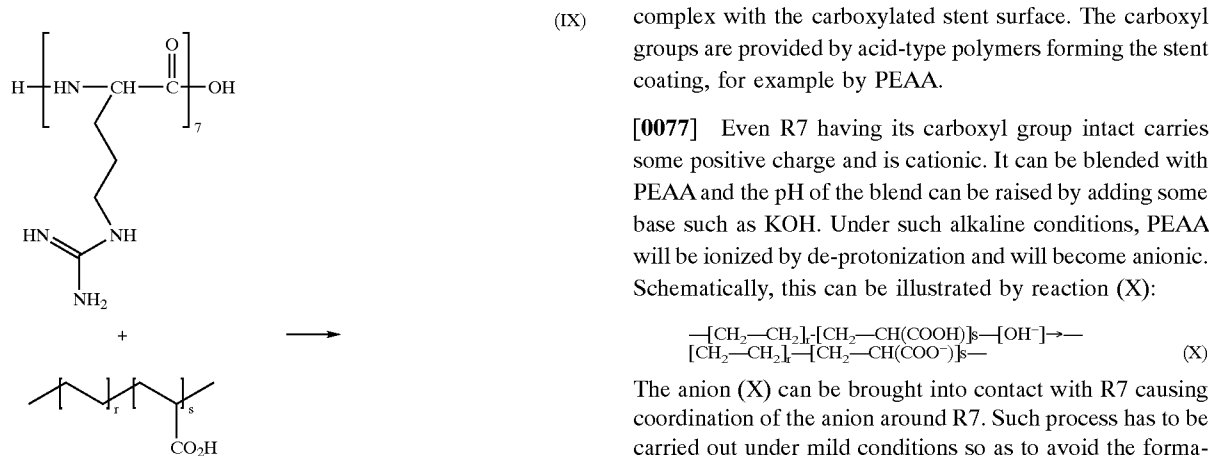 (IX)
O
H HN CH C OH
7
HN NH
NH₂
+
r s
CO₂H
complex with the carboxylated stent surface. The carboxyl
groups are provided by acid-type polymers forming the stent
coating, for example by PEAA.
[0077] Even R7 having its carboxyl group intact carries
some positive charge and is cationic. It can be blended with
PEAA and the pH of the blend can be raised by adding some
base such as KOH. Under such alkaline conditions, PEAA
will be ionized by de-protonization and will become anionic.
Schematically, this can be illustrated by reaction (X):
—[CH₂—CH₂]ᵣ-[CH₂—CH(COOH)]s—[OH⁻]→—
[CH₂—CH₂]ᵣ—[CH₂—CH(COO⁻)]s— (X)
The anion (X) can be brought into contact with R7 causing
coordination of the anion around R7. Such process has to be
carried out under mild conditions so as to avoid the forma-